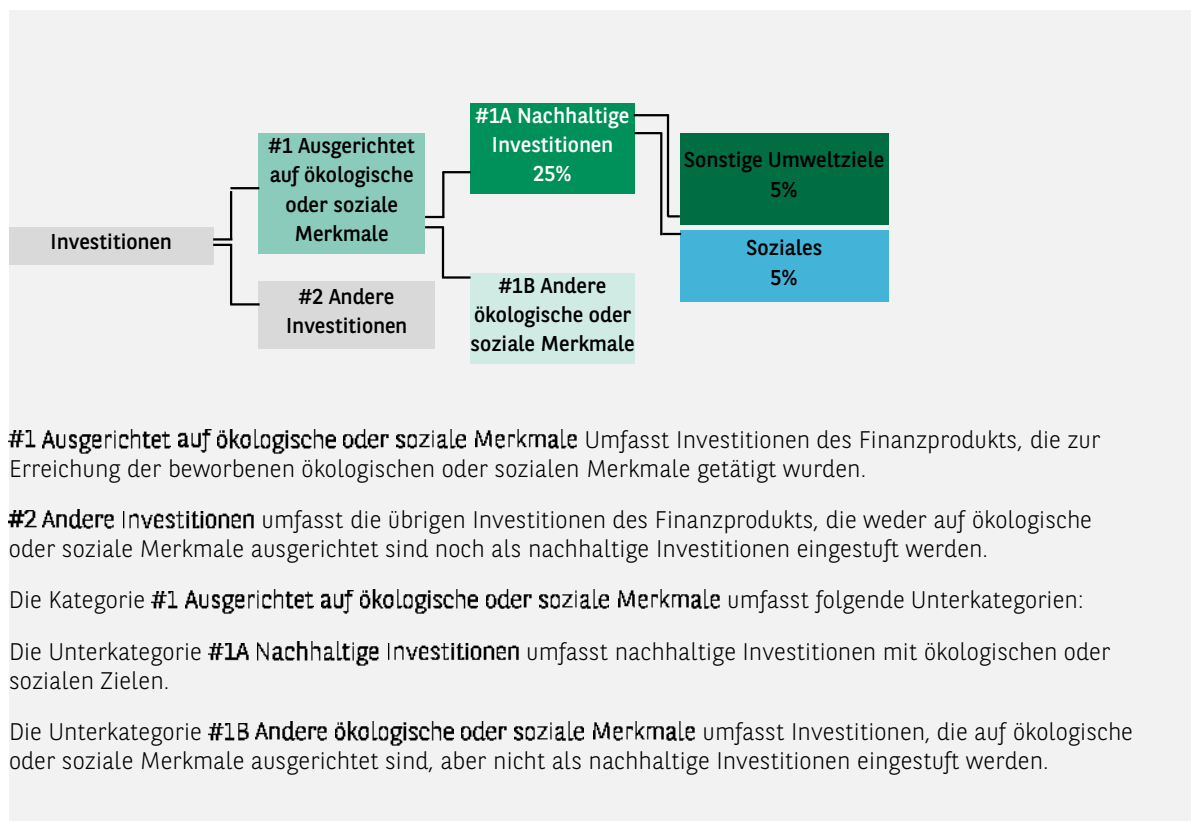 #1A Nachhaltige
Investitionen
25%
#1 Ausgerichtet
auf ökologische
oder soziale
Merkmale
Sonstige Umweltziele
5%
Investitionen
Soziales
5%
#2 Andere
Investitionen
#1B Andere
ökologische oder
soziale Merkmale
#1 Ausgerichtet auf ökologische oder soziale Merkmale Umfasst Investitionen des Finanzprodukts, die zur
Erreichung der beworbenen ökologischen oder sozialen Merkmale getätigt wurden.
#2 Andere Investitionen umfasst die übrigen Investitionen des Finanzprodukts, die weder auf ökologische
oder soziale Merkmale ausgerichtet sind noch als nachhaltige Investitionen eingestuft werden.
Die Kategorie #1 Ausgerichtet auf ökologische oder soziale Merkmale umfasst folgende Unterkategorien:
Die Unterkategorie #1A Nachhaltige Investitionen umfasst nachhaltige Investitionen mit ökologischen oder
sozialen Zielen.
Die Unterkategorie #1B Andere ökologische oder soziale Merkmale umfasst Investitionen, die auf ökologische
oder soziale Merkmale ausgerichtet sind, aber nicht als nachhaltige Investitionen eingestuft werden.